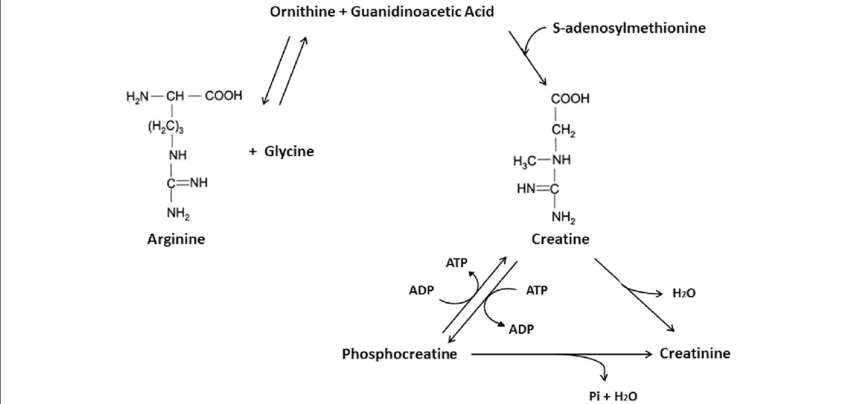 Ornithine + Guanidinoacetic Acid
S-adenosylmethionine
H₂N—CH—COOH
(H₂C)₃
NH
C=NH
NH₂
Arginine
+ Glycine
COOH
CH₂
H₃C—NH
HN=C
NH₂
Creatine
ATP
ADP
ATP
ADP
H₂O
Phosphocreatine
Creatinine
Pi + H₂O